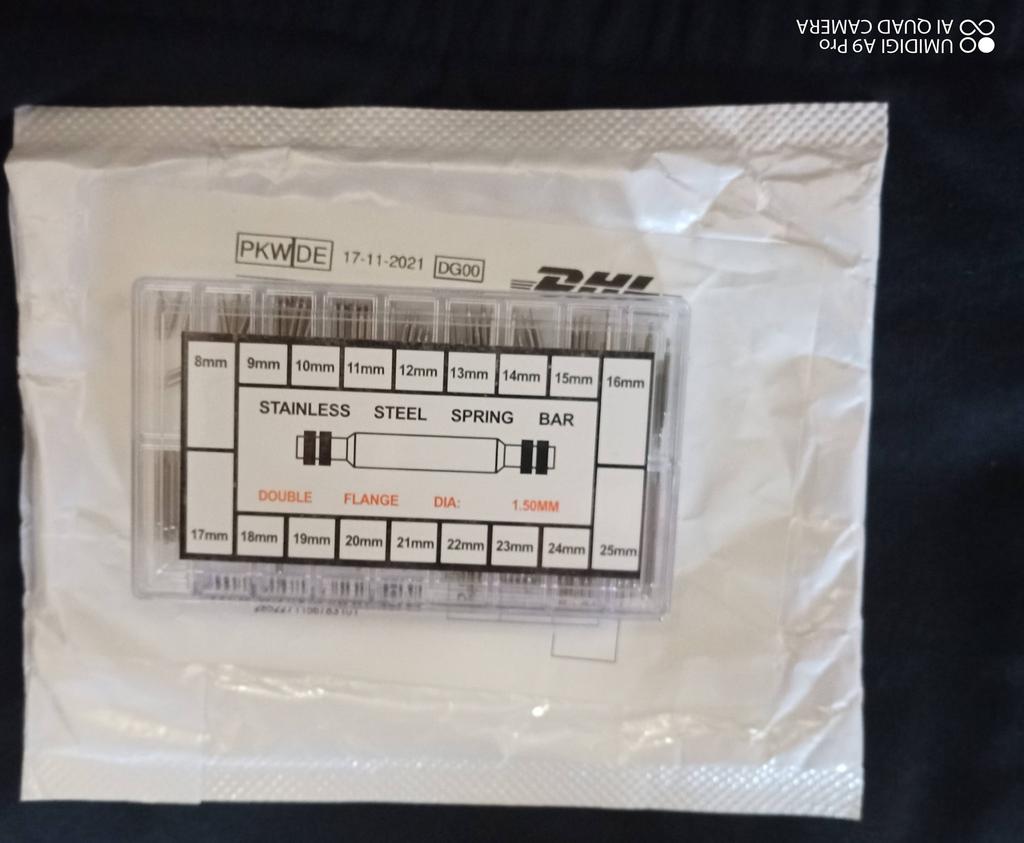 UMIDIGI A9 Pro
AI QUAD CAMERA
PKW DE 17-11-2021 DG00
DHL
8mm 9mm 10mm 11mm 12mm 13mm 14mm 15mm 16mm
STAINLESS STEEL SPRING BAR
DOUBLE FLANGE DIA: 1.50MM
17mm 18mm 19mm 20mm 21mm 22mm 23mm 24mm 25mm